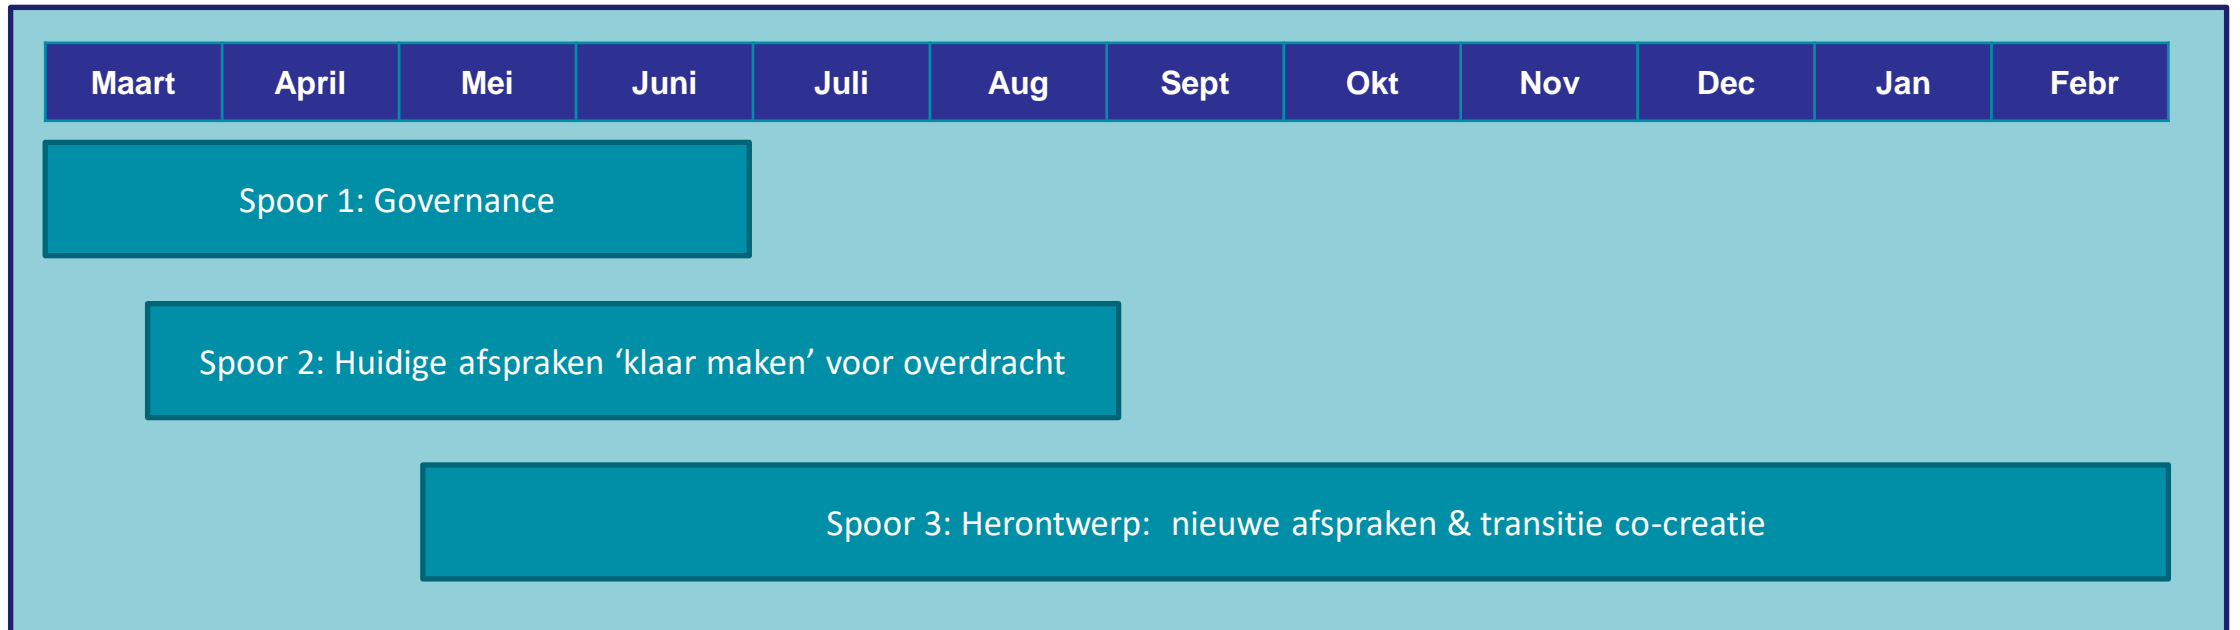 Maart April Mei Juni Juli Aug Sept Okt Nov Dec Jan Febr
Spoor 1: Governance
Spoor 2: Huidige afspraken ‘klaar maken’ voor overdracht
Spoor 3: Herontwerp:  nieuwe afspraken & transitie co-creatie